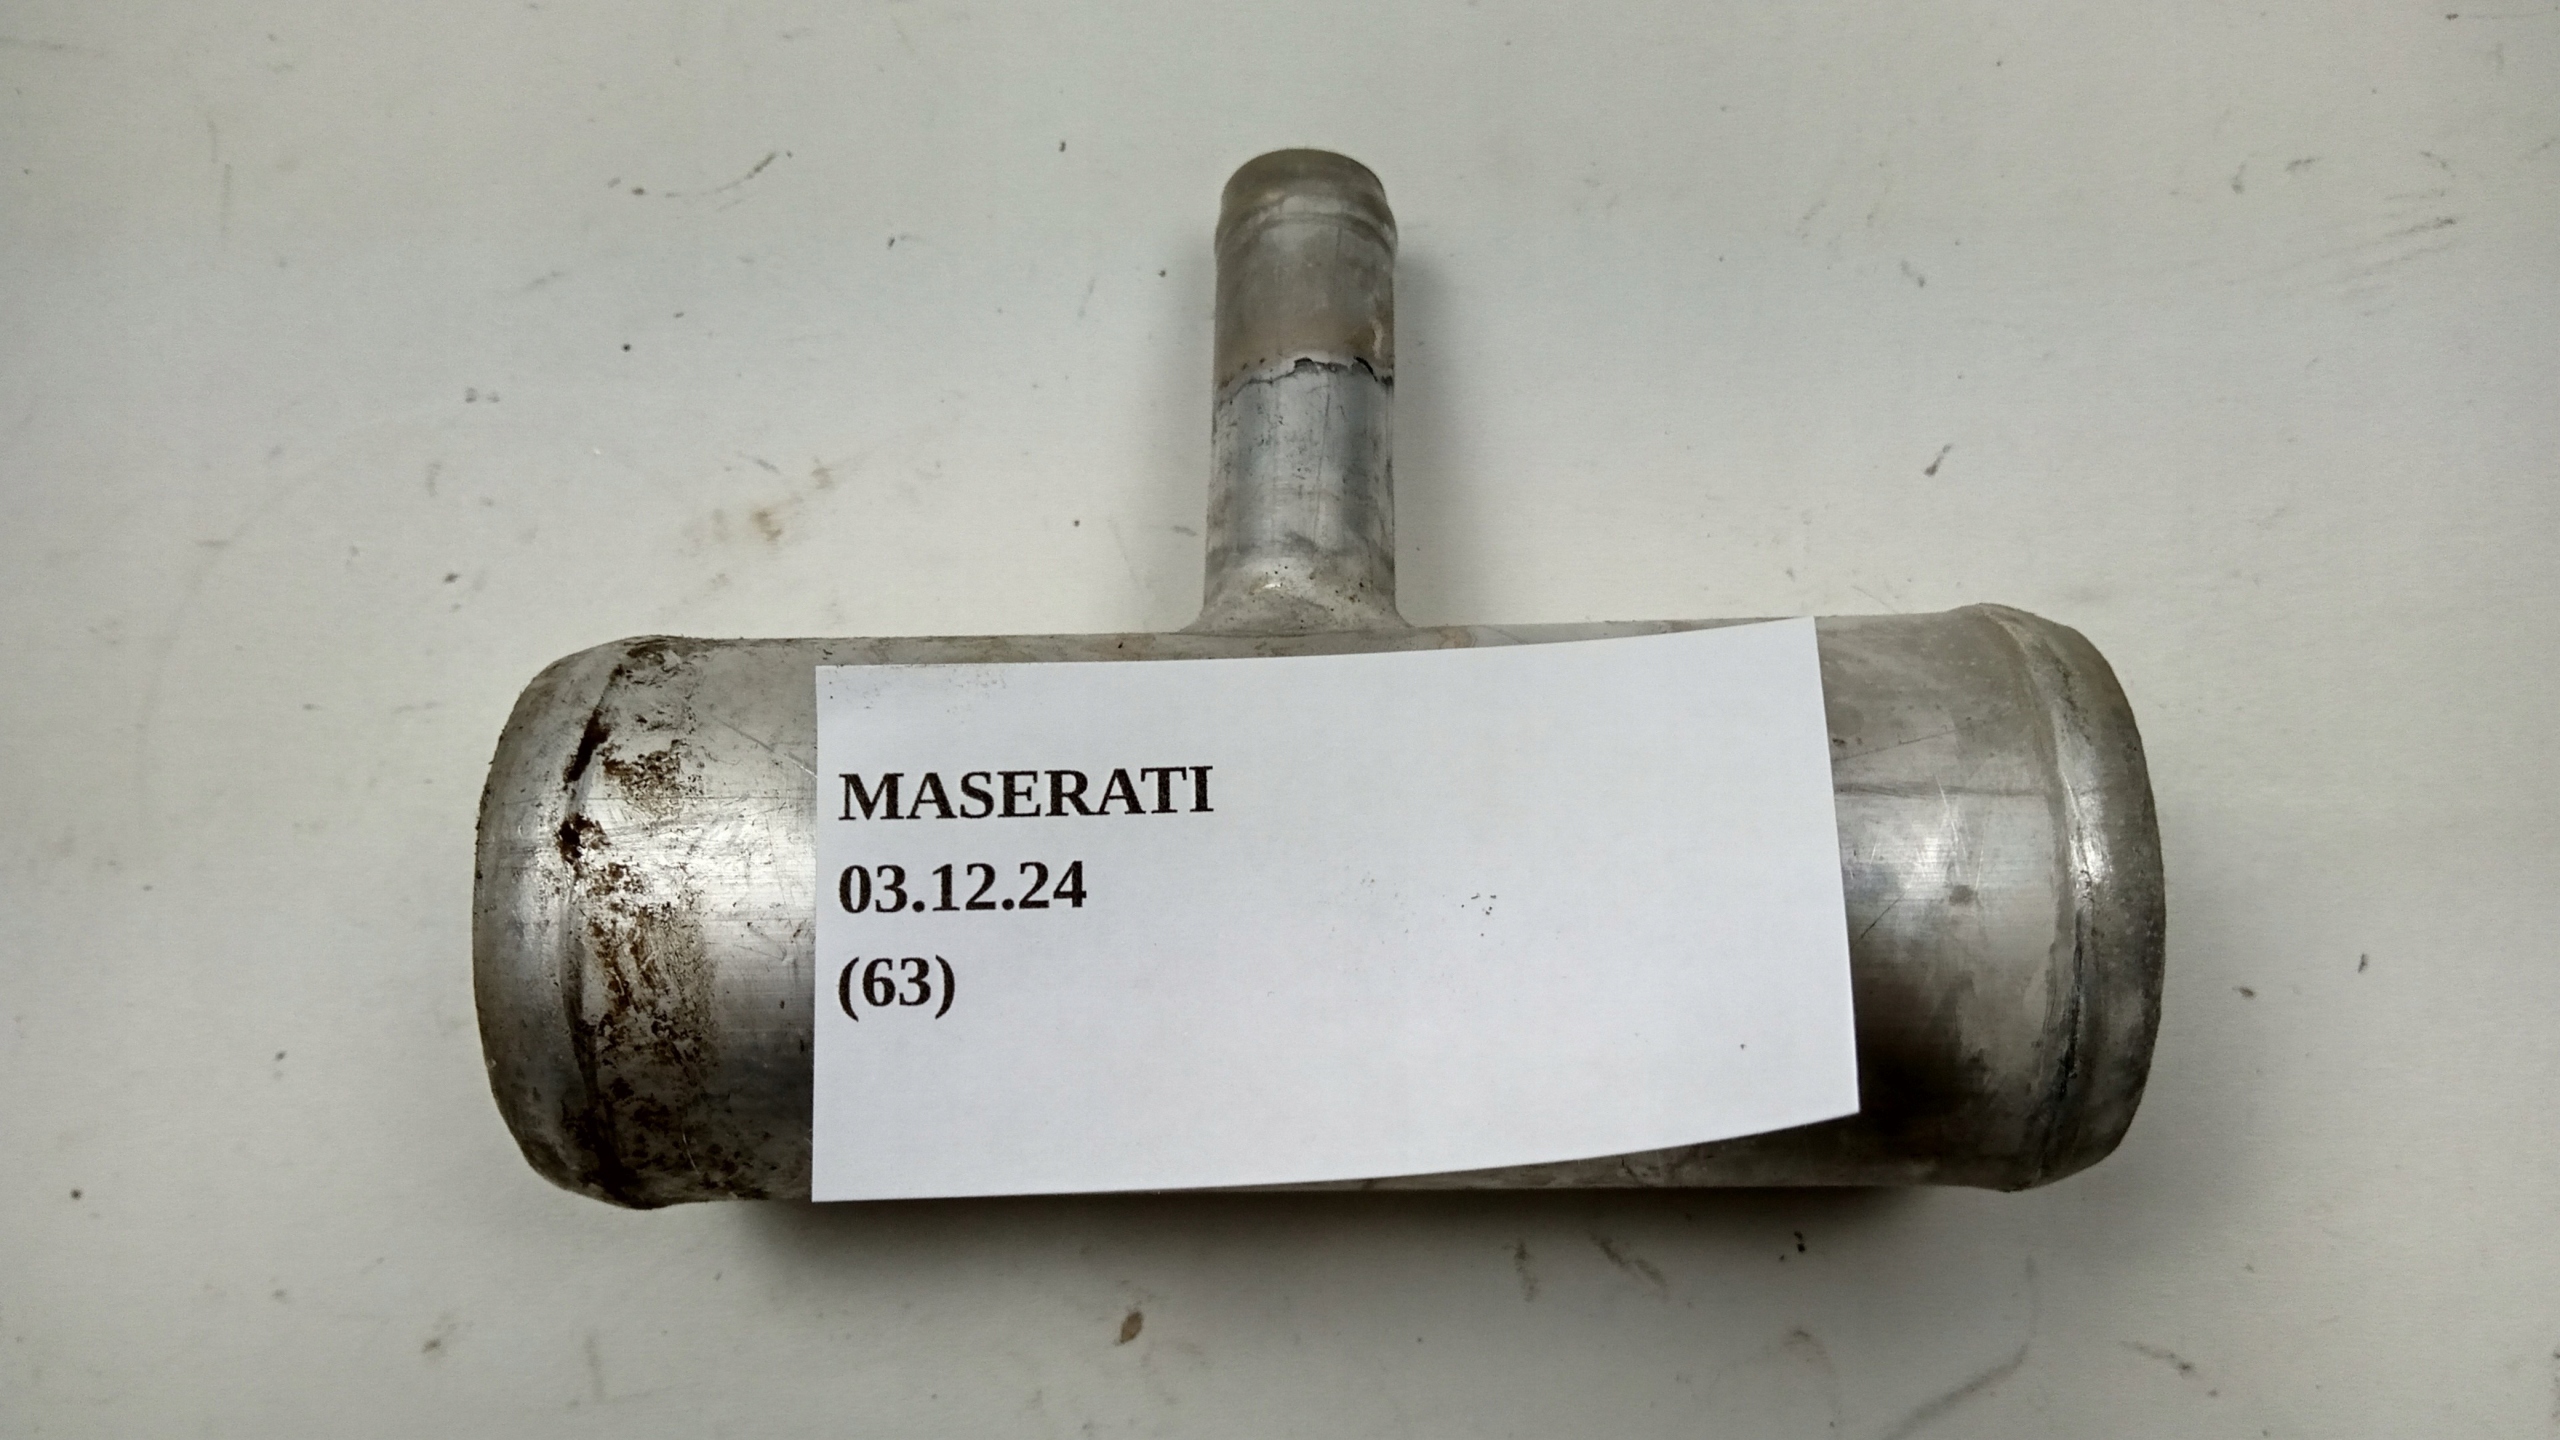 MASERATI
03.12.24
(63)